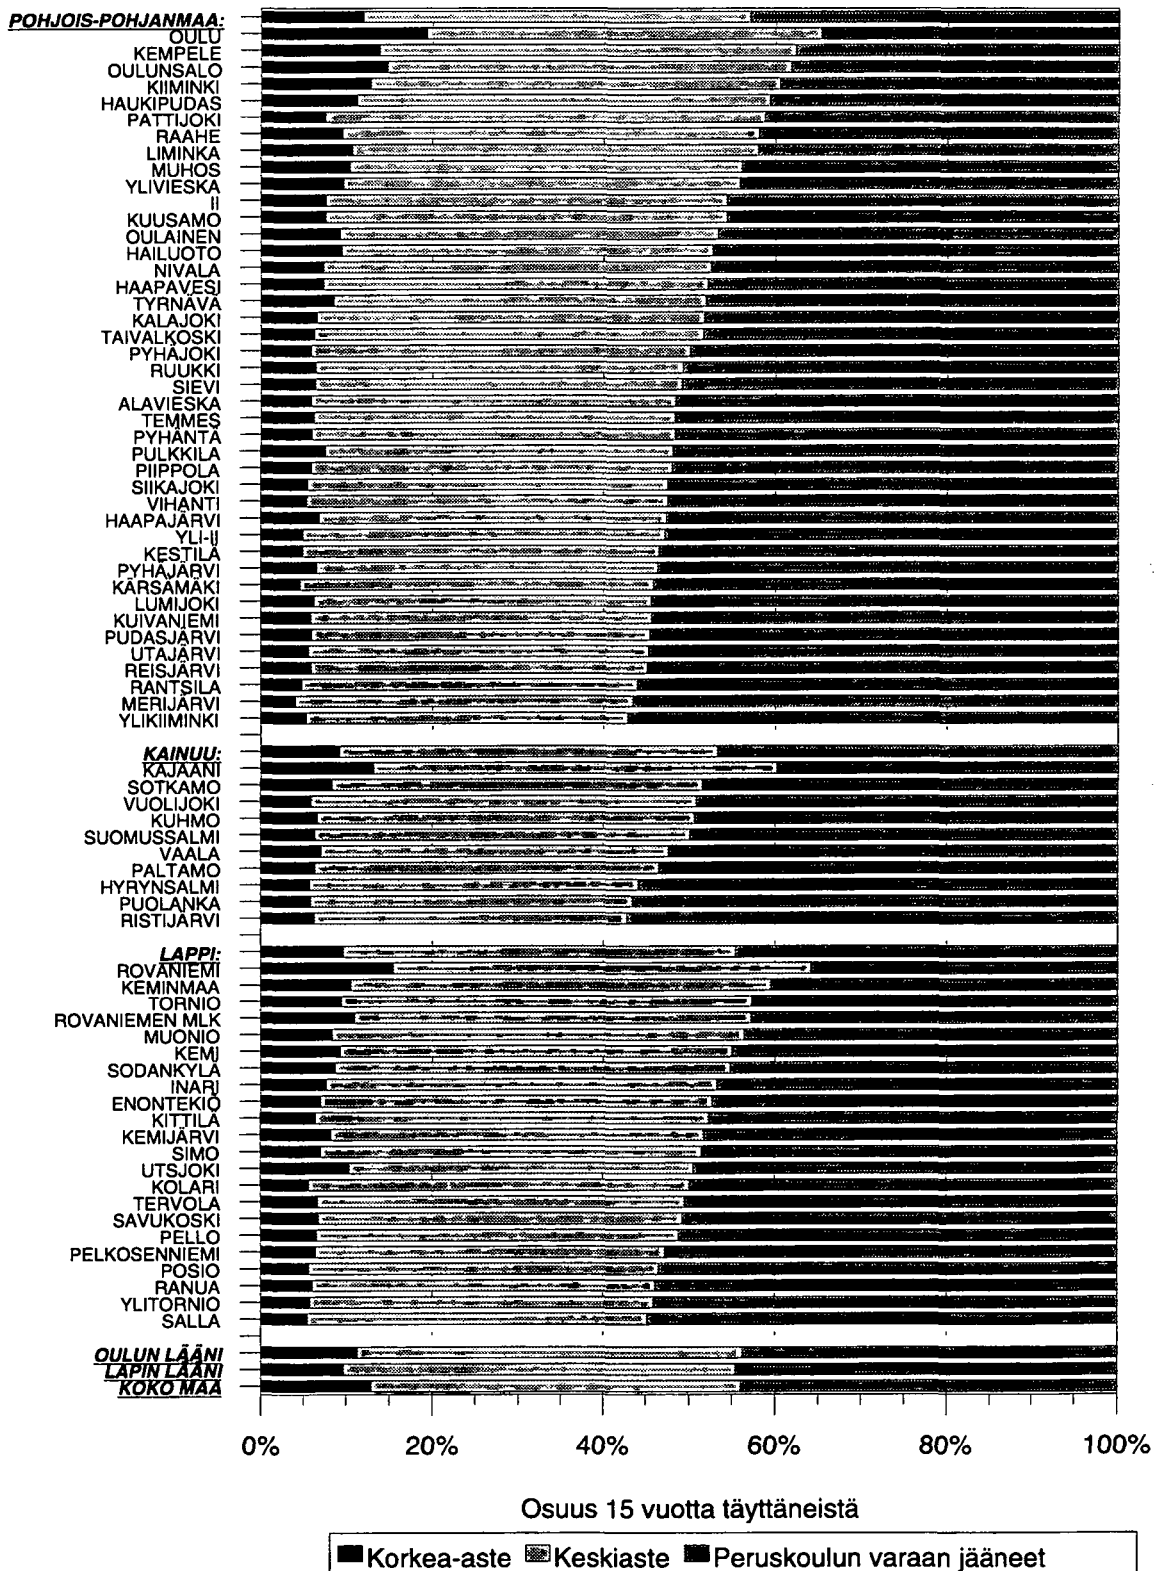 POHJOIS-POHJANMAA:
OULU
KEMPELE
OULUNSALO
KIIMINKI
HAUKIPUDAS
PATTIJOKI
RAAHE
LIMINKA
MUHOS
YLIVIESKA
II
KUUSAMO
OULAINEN
HAILUOTO
NIVALA
HAAPAVESI
TYRNÄVÄ
KALAJOKI
TAIVALKOSKI
PYHÄJOKI
RUUKKI
SIEVI
ALAVIESKA
TEMMES
PYHÄNTÄ
PULKKILA
PIIPPOLA
SIIKAJOKI
VIHANTI
HAAPAJÄRVI
YLI-II
KESTILÄ
PYHÄJÄRVI
KÄRSÄMÄKI
LUMIJOKI
KUIVANIEMI
PUDASJÄRVI
UTAJÄRVI
REISJÄRVI
RANTSILA
MERIJÄRVI
YLIKIIMINKI
KAINUU:
KAJAANI
SOTKAMO
VUOLIJOKI
KUHMO
SUOMUSSALMI
VAALA
PALTAMO
HYRYNSALMI
PUOLANKA
RISTIJÄRVI
LAPPI:
ROVANIEMI
KEMINMAA
TORNIO
ROVANIEMEN MLK
MUONIO
KEMI
SODANKYLÄ
INARI
ENONTEKIÖ
KITTILÄ
KEMIJÄRVI
SIMO
UTSJOKI
KOLARI
TERVOLA
SAVUKOSKI
PELLO
PELKOSENNIEMI
POSIO
RANUA
YLITORNIO
SALLA
OULUN LÄÄNI
LAPIN LÄÄNI
KOKO MAA
0% 20% 40% 60% 80% 100%
Osuus 15 vuotta täyttäneistä
Korkea-aste Keskiaste Peruskoulun varaan jääneet